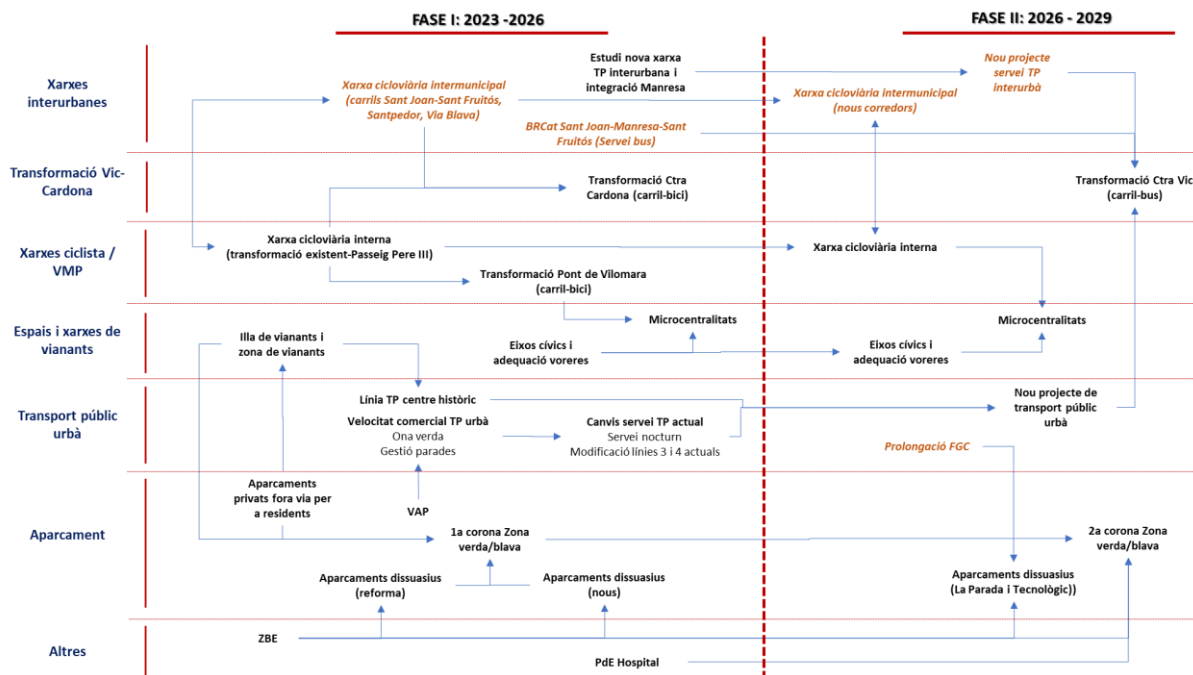 FASE I: 2023 -2026
FASE II: 2026 - 2029
Xarxes
interurbanes
Estudi nova xarxa
TP interurbana i
integració Manresa
Nou projecte
servei TP
interurbà
Xarxa cicloviària intermunicipal
(carrils Sant Joan-Sant Fruitós,
Santpedor, Via Blava)
Xarxa cicloviària intermunicipal
(nous corredors)
BRCat Sant Joan-Manresa-Sant
Fruitós (Servei bus)
Transformació Vic-
Cardona
Transformació Ctra
Cardona (carril-bici)
Transformació Ctra Vic
(carril-bus)
Xarxes ciclista /
VMP
Xarxa cicloviària interna
(transformació existent-Passeig Pere III)
Xarxa cicloviària interna
Transformació Pont de Vilomara
(carril-bici)
Espais i xarxes de
vianants
Illa de vianants i
zona de vianants
Microcentralitats
Microcentralitats
Eixos cívics i
adequació voreres
Eixos cívics i
adequació voreres
Transport públic
urbà
Línia TP centre històric
Velocitat comercial TP urbà
Ona verda
Gestió parades
Canvis servei TP actual
Servei nocturn
Modificació línies 3 i 4 actuals
Nou projecte de
transport públic
urbà
Prolongació FGC
Aparcament
Aparcaments
privats fora via per
a residents
VAP
1a corona Zona
verda/blava
2a corona Zona
verda/blava
Aparcaments dissuasius
(reforma)
Aparcaments dissuasius
(nous)
Aparcaments dissuasius
(La Parada i Tecnològic))
Altres
ZBE
PdE Hospital